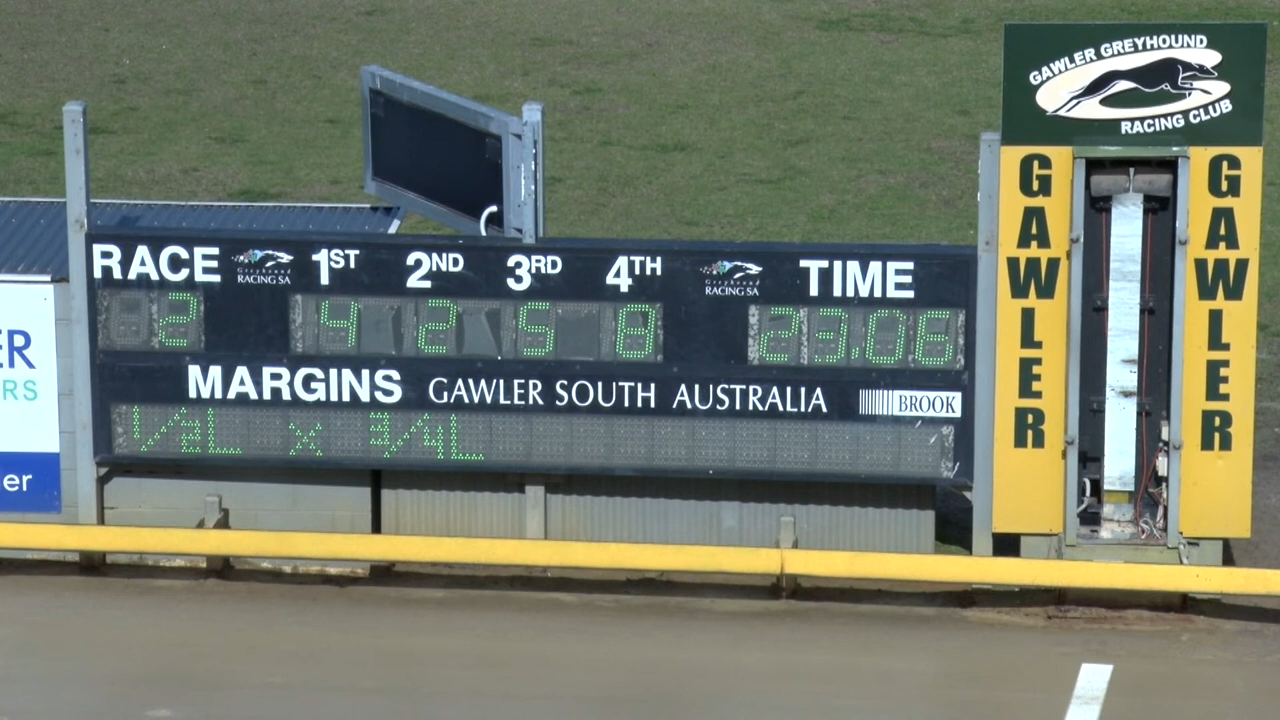 GAWLER GREYHOUND
RACING CLUB
GAWLER
GAWLER
RACE
Greyhound
RACING SA
1ST 2ND 3RD 4TH
Greyhound
RACING SA
TIME
2 4 2 5 8 23.06
MARGINS GAWLER SOUTH AUSTRALIA BROOK
1/2L x 3/4L
ER
RS
er